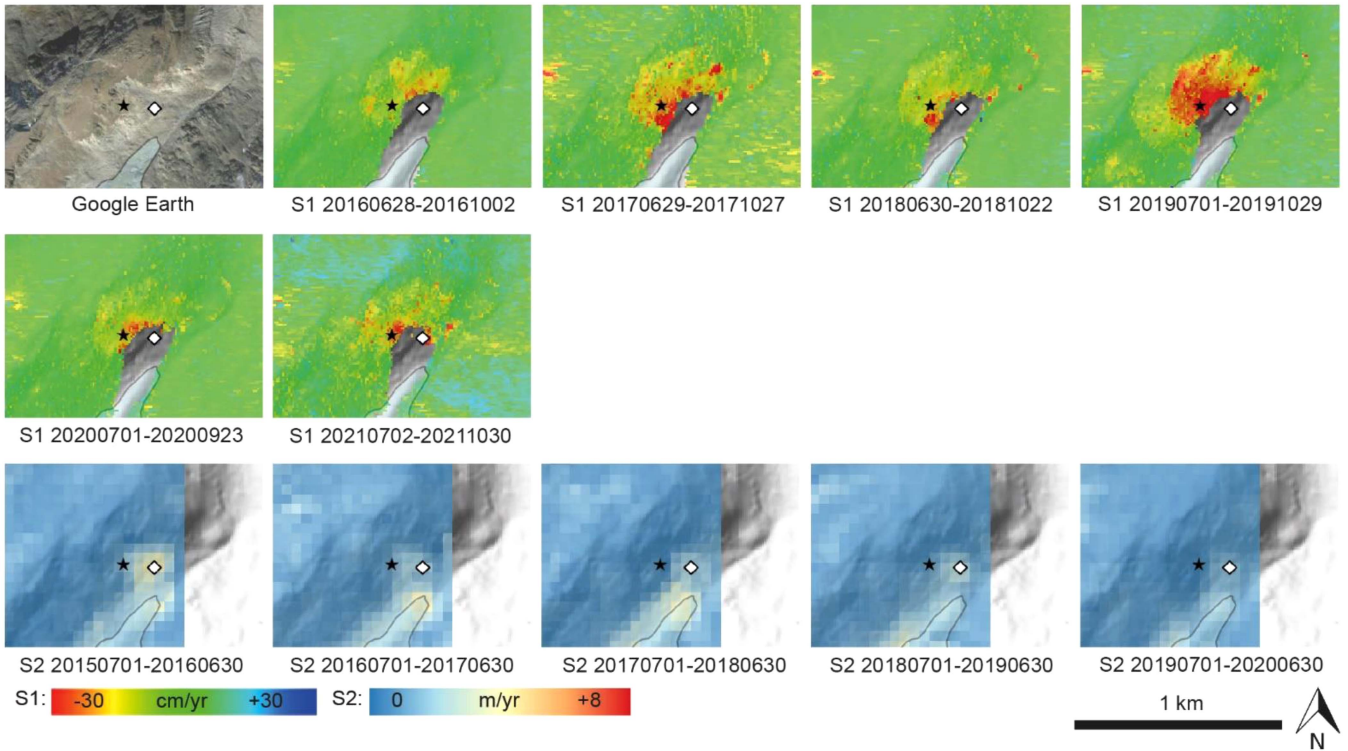 Google Earth
S1 20160628-20161002
S1 20170629-20171027
S1 20180630-20181022
S1 20190701-20191029
S1 20200701-20200923
S1 20210702-20211030
S2 20150701-20160630
S2 20160701-20170630
S2 20170701-20180630
S2 20180701-20190630
S2 20190701-20200630
S1: -30 cm/yr +30
S2: 0 m/yr +8
1 km
N